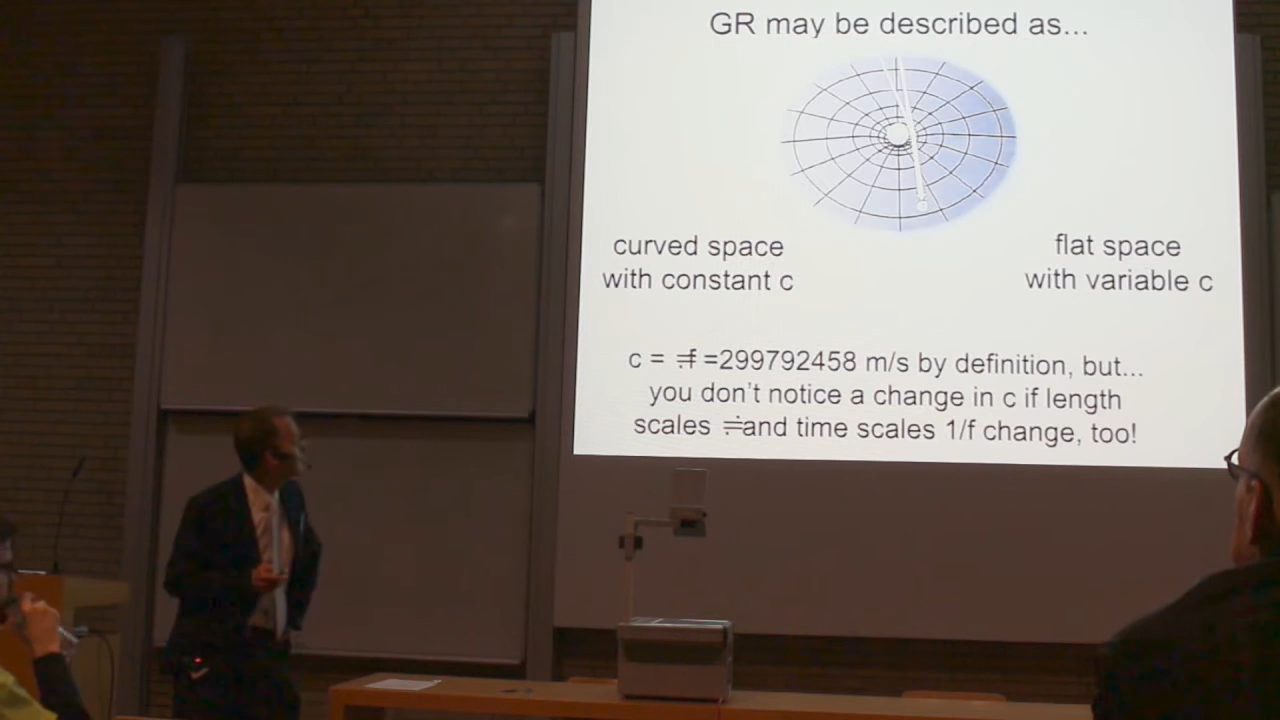 GR may be described as...
curved space
with constant c
flat space
with variable c
c = f =299792458 m/s by definition, but...
you don't notice a change in c if length
scales and time scales 1/f change, too!